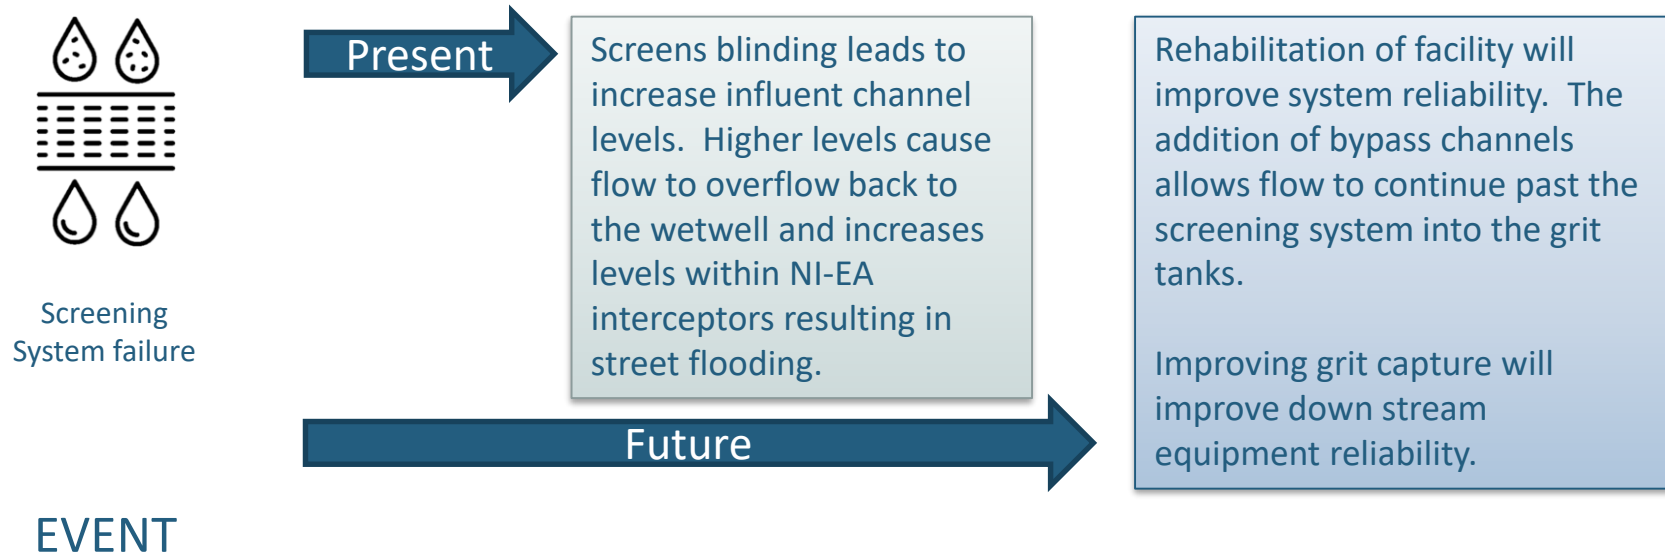 Screening
System failure
EVENT
Present
Screens blinding leads to
increase influent channel
levels.  Higher levels cause
flow to overflow back to
the wetwell and increases
levels within NI-EA
interceptors resulting in
street flooding.
Future
Rehabilitation of facility will
improve system reliability.  The
addition of bypass channels
allows flow to continue past the
screening system into the grit
tanks.
Improving grit capture will
improve down stream
equipment reliability.